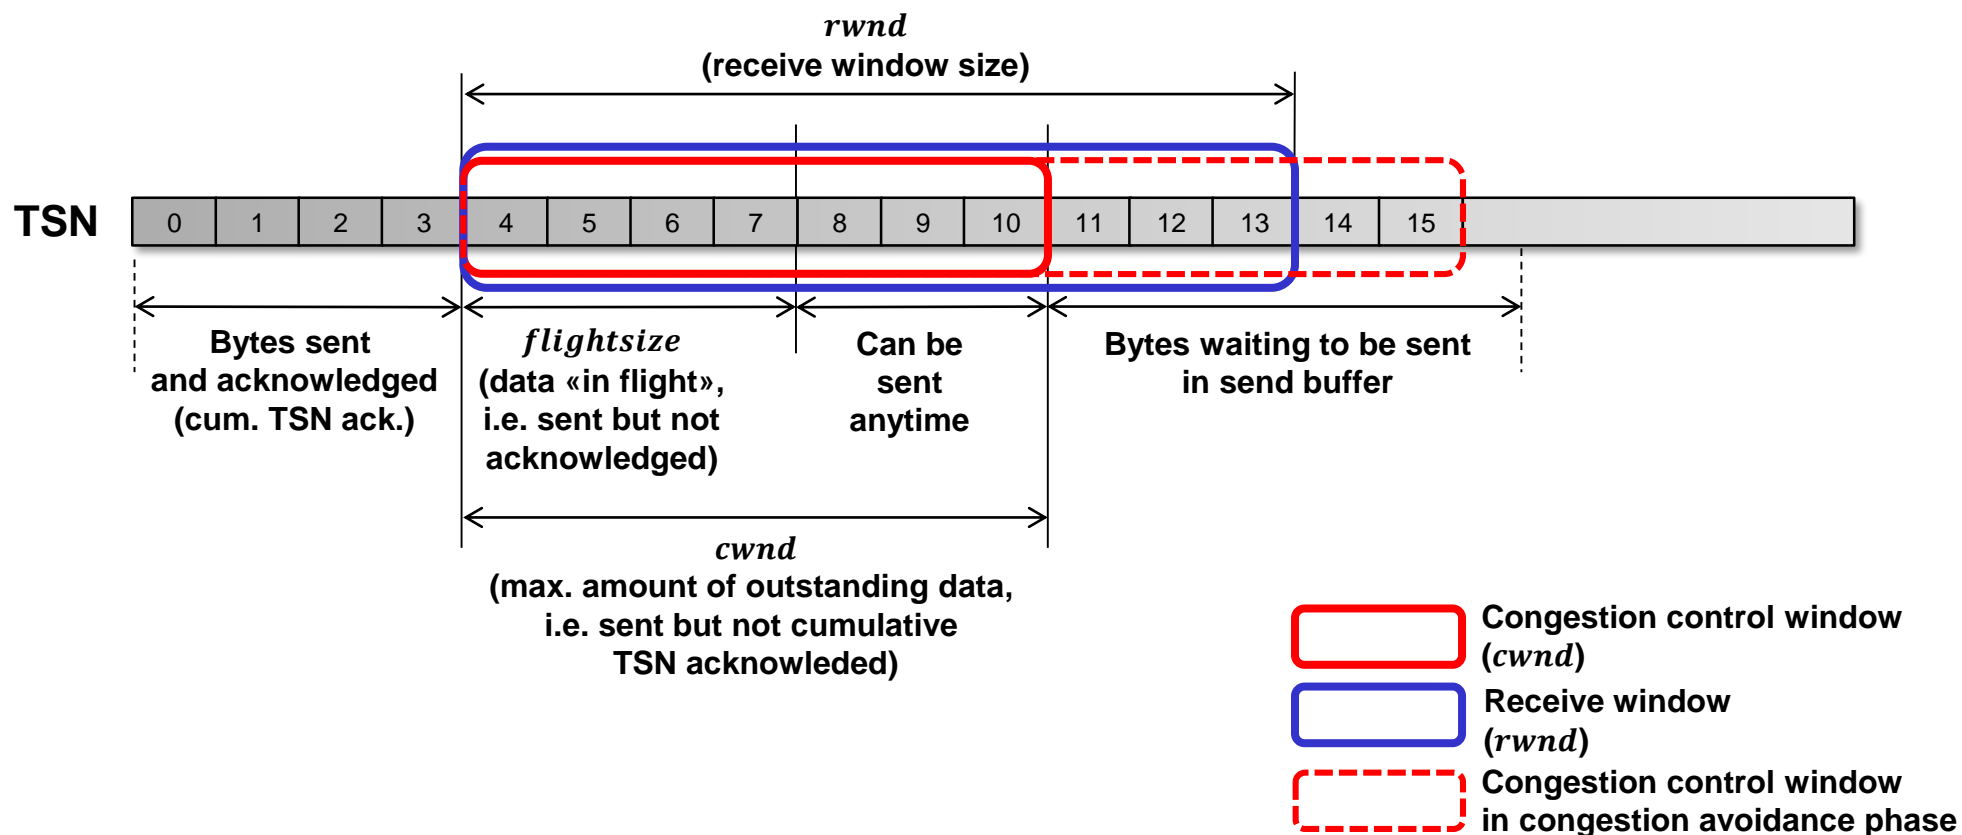 rwnd
(receive window size)
TSN
0 1 2 3 4 5 6 7 8 9 10 11 12 13 14 15
Bytes sent
and acknowledged
(cum. TSN ack.)
flightsize
(data «in flight»,
i.e. sent but not
acknowledged)
Can be
sent
anytime
Bytes waiting to be sent
in send buffer
cwnd
(max. amount of outstanding data,
i.e. sent but not cumulative
TSN acknowleded)
Congestion control window
(cwnd)
Receive window
(rwnd)
Congestion control window
in congestion avoidance phase